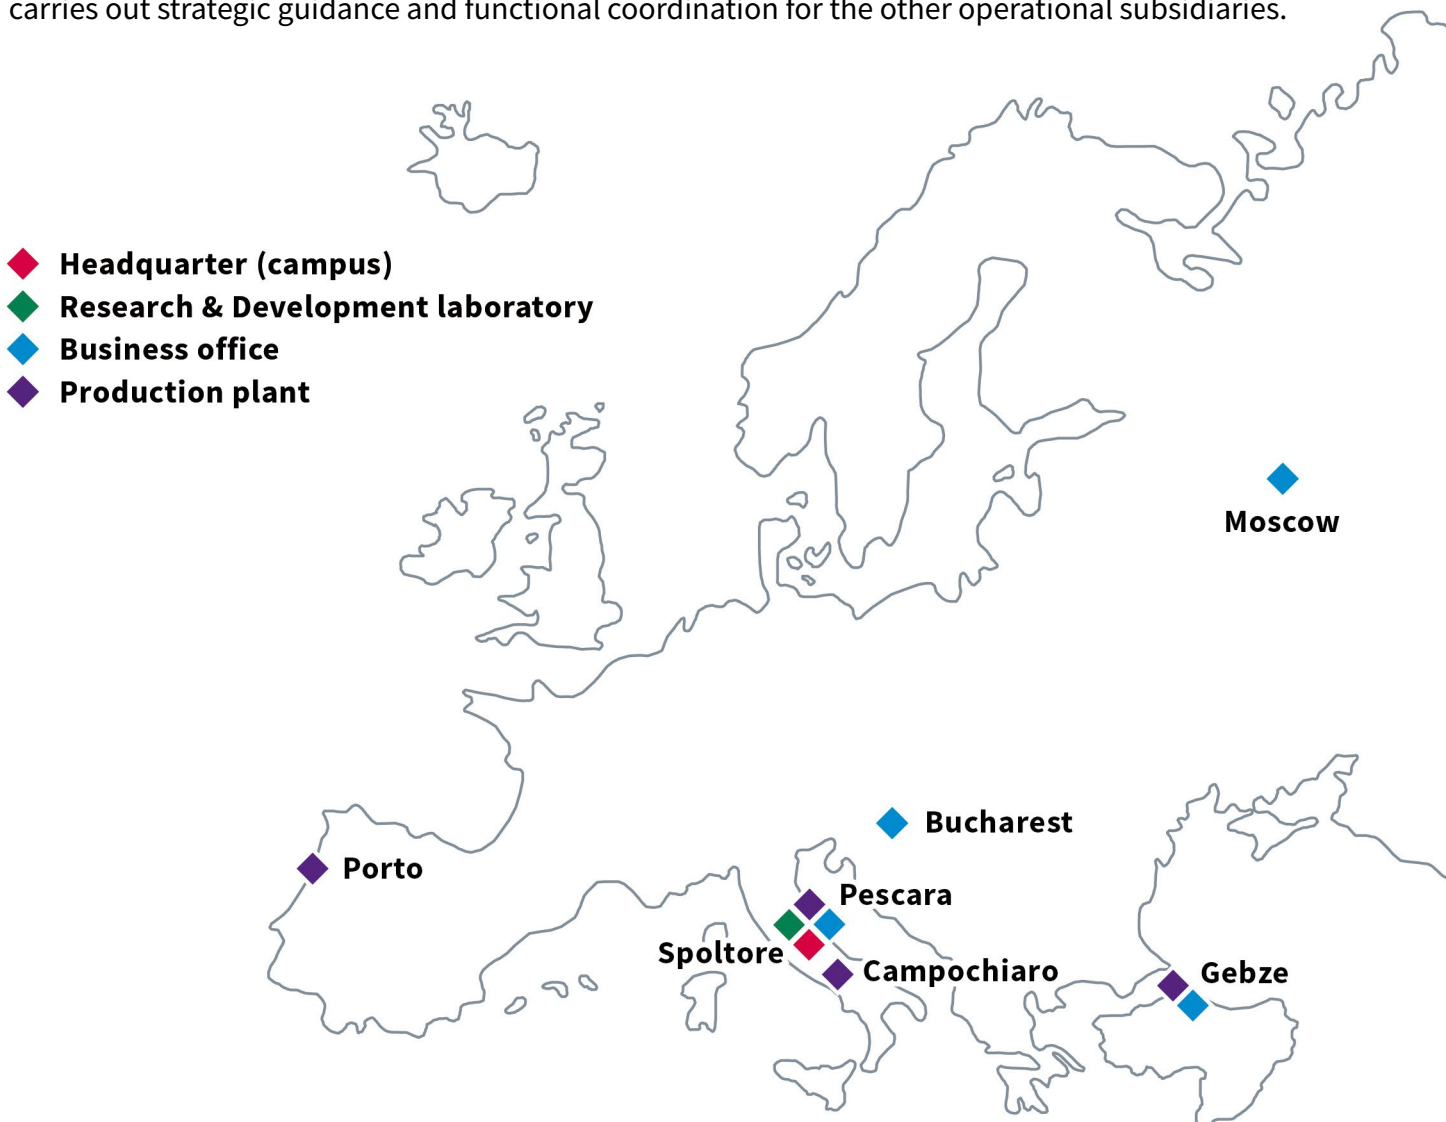 carries out strategic guidance and functional coordination for the other operational subsidiaries.
Headquarter (campus)
Research & Development laboratory
Business office
Production plant
Moscow
Bucharest
Porto
Pescara
Spoltore
Campochiaro
Gebze